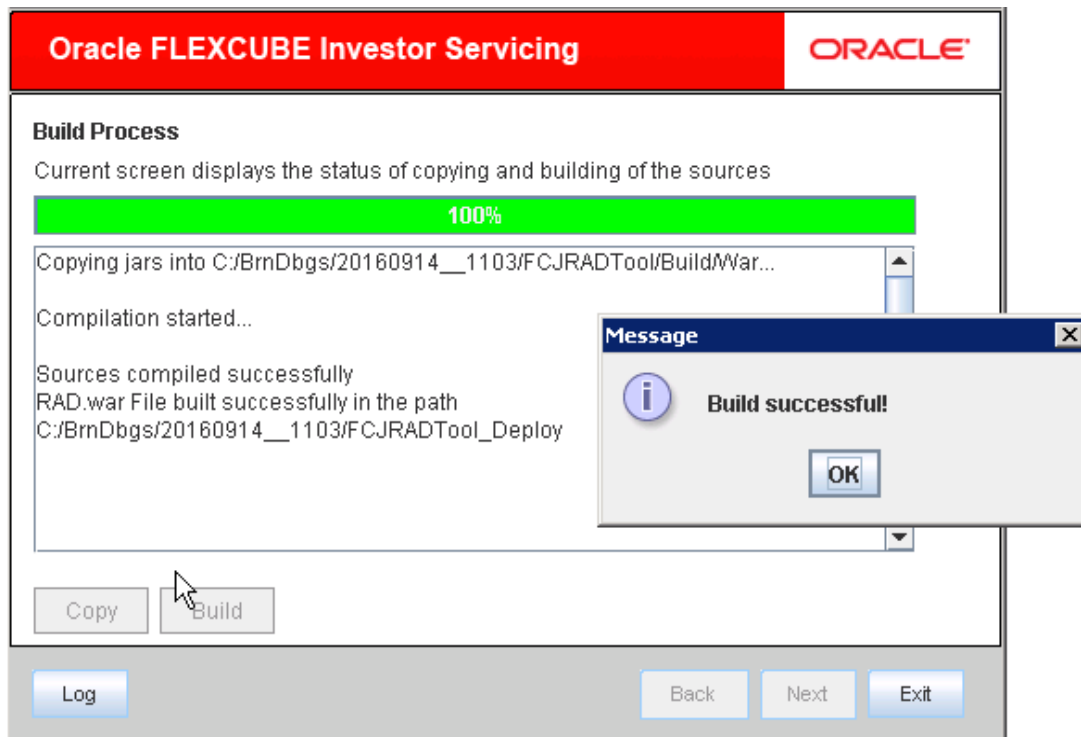 Oracle FLEXCUBE Investor Servicing
ORACLE
Build Process
Current screen displays the status of copying and building of the sources
100%
Copying jars into C:/BrnDbgs/20160914__1103/FCJRADTool/Build/War...
Compilation started...
Sources compiled successfully
RAD.war File built successfully in the path
C:/BrnDbgs/20160914__1103/FCJRADTool_Deploy
Message
Build successful!
OK
Copy Build
Log Back Next Exit